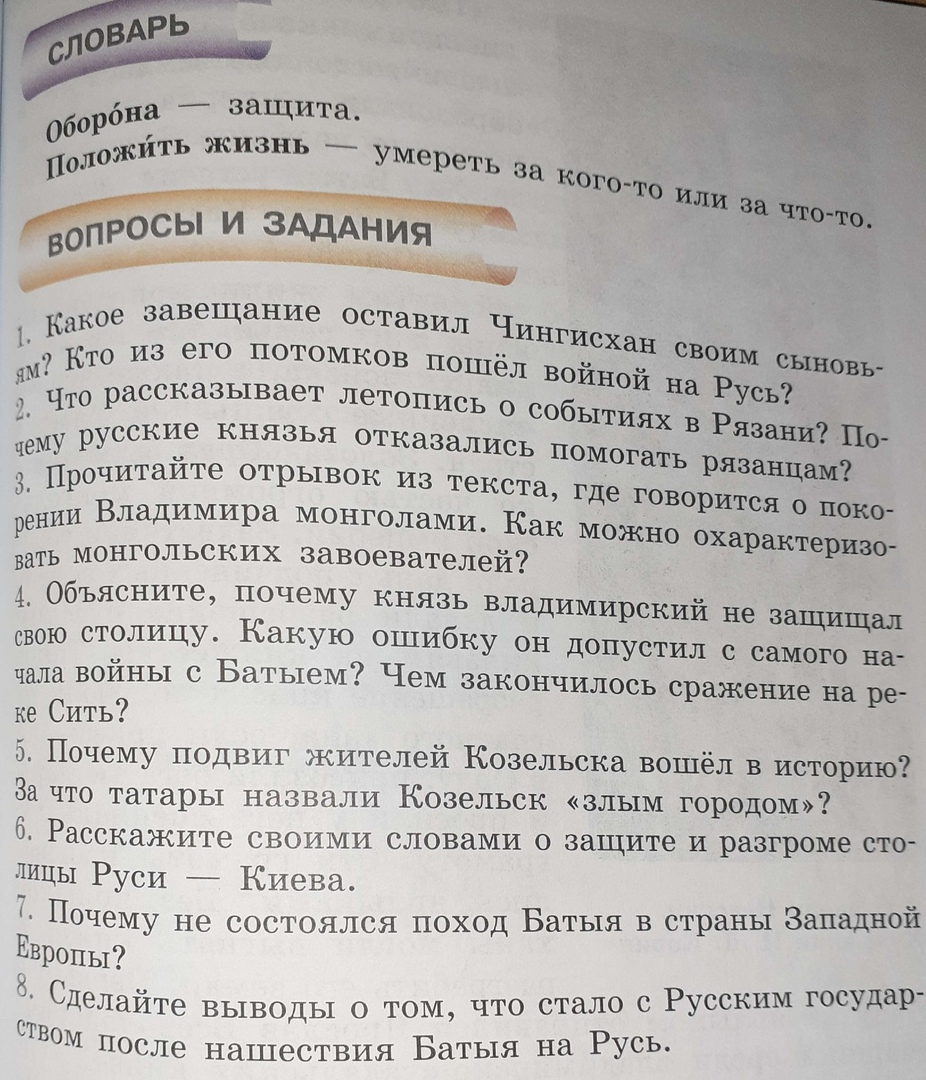 СЛОВАРЬ
Оборо́на — защита.
Положи́ть жизнь — умереть за кого-то или за что-то.
ВОПРОСЫ И ЗАДАНИЯ
1. Какое завещание оставил Чингисхан своим сыновь-
ям? Кто из его потомков пошёл войной на Русь?
2. Что рассказывает летопись о событиях в Рязани? По-
чему русские князья отказались помогать рязанцам?
3. Прочитайте отрывок из текста, где говорится о поко-
рении Владимира монголами. Как можно охарактеризо-
вать монгольских завоевателей?
4. Объясните, почему князь владимирский не защищал
свою столицу. Какую ошибку он допустил с самого на-
чала войны с Батыем? Чем закончилось сражение на ре-
ке Сить?
5. Почему подвиг жителей Козельска вошёл в историю?
За что татары назвали Козельск «злым городом»?
6. Расскажите своими словами о защите и разгроме сто-
лицы Руси — Киева.
7. Почему не состоялся поход Батыя в страны Западной
Европы?
8. Сделайте выводы о том, что стало с Русским государ-
ством после нашествия Батыя на Русь.